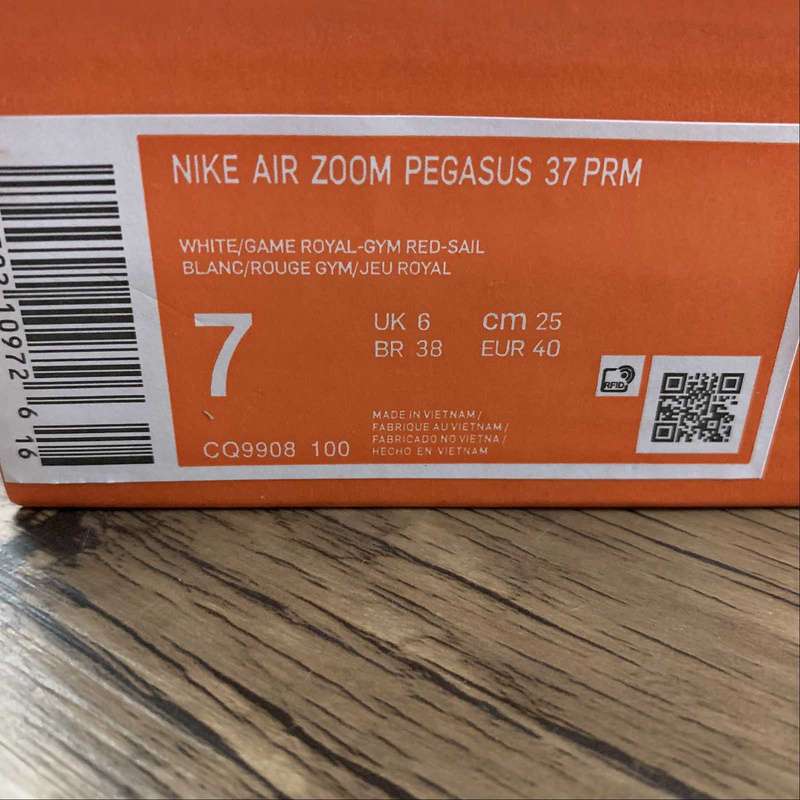 NIKE AIR ZOOM PEGASUS 37 PRM
WHITE/GAME ROYAL-GYM RED-SAIL
BLANC/ROUGE GYM/JEU ROYAL
7
UK 6 cm 25
BR 38 EUR 40
RFID
MADE IN VIETNAM/
FABRIQUE AU VIETNAM/
FABRICADO NO VIETNA/
HECHO EN VIETNAM
CQ9908 100
10972 6 16